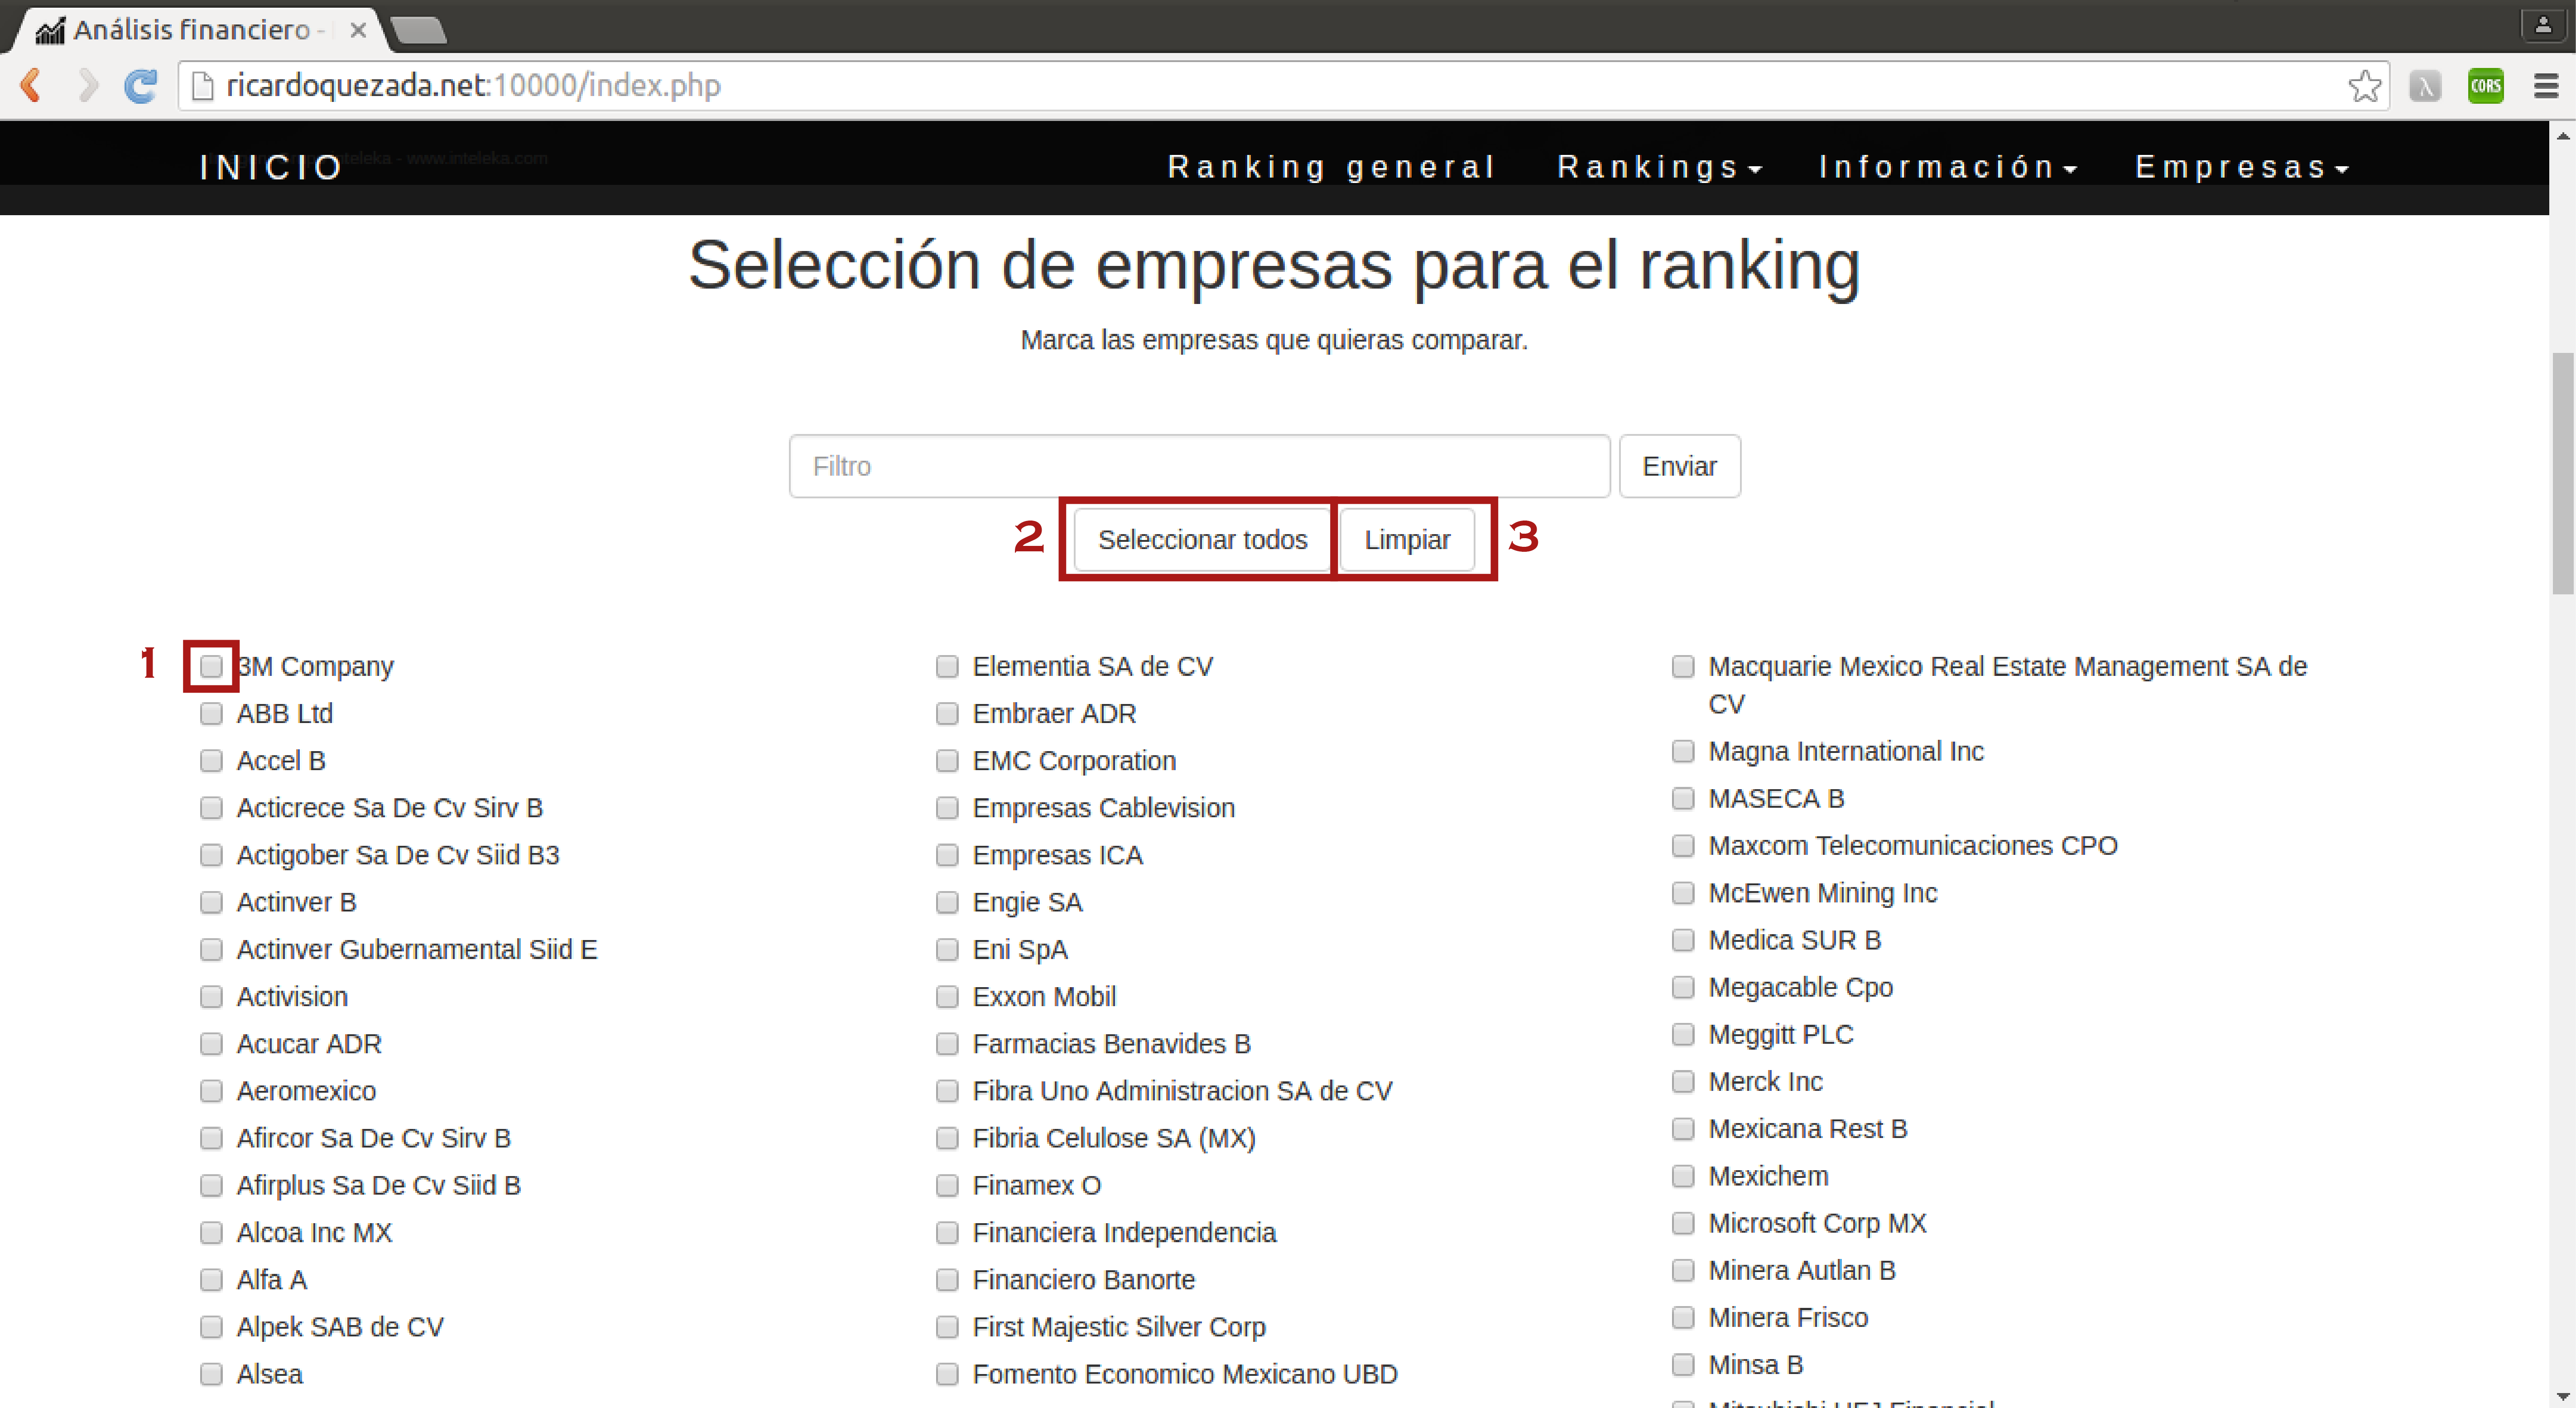 Análisis financiero -
ricardoquezada.net:10000/index.php
CORS
INICIO
teleka - www.inteleka.com
Ranking general
Rankings
Información
Empresas
Selección de empresas para el ranking
Marca las empresas que quieras comparar.
Filtro
Enviar
2
Seleccionar todos
Limpiar
3
1
3M Company
ABB Ltd
Accel B
Acticrece Sa De Cv Sirv B
Actigober Sa De Cv Siid B3
Actinver B
Actinver Gubernamental Siid E
Activision
Acucar ADR
Aeromexico
Afircor Sa De Cv Sirv B
Afirplus Sa De Cv Siid B
Alcoa Inc MX
Alfa A
Alpek SAB de CV
Alsea
Elementia SA de CV
Embraer ADR
EMC Corporation
Empresas Cablevision
Empresas ICA
Engie SA
Eni SpA
Exxon Mobil
Farmacias Benavides B
Fibra Uno Administracion SA de CV
Fibria Celulose SA (MX)
Finamex O
Financiera Independencia
Financiero Banorte
First Majestic Silver Corp
Fomento Economico Mexicano UBD
Macquarie Mexico Real Estate Management SA de
CV
Magna International Inc
MASECA B
Maxcom Telecomunicaciones CPO
McEwen Mining Inc
Medica SUR B
Megacable Cpo
Meggitt PLC
Merck Inc
Mexicana Rest B
Mexichem
Microsoft Corp MX
Minera Autlan B
Minera Frisco
Minsa B
Mitsubishi UFJ Financial